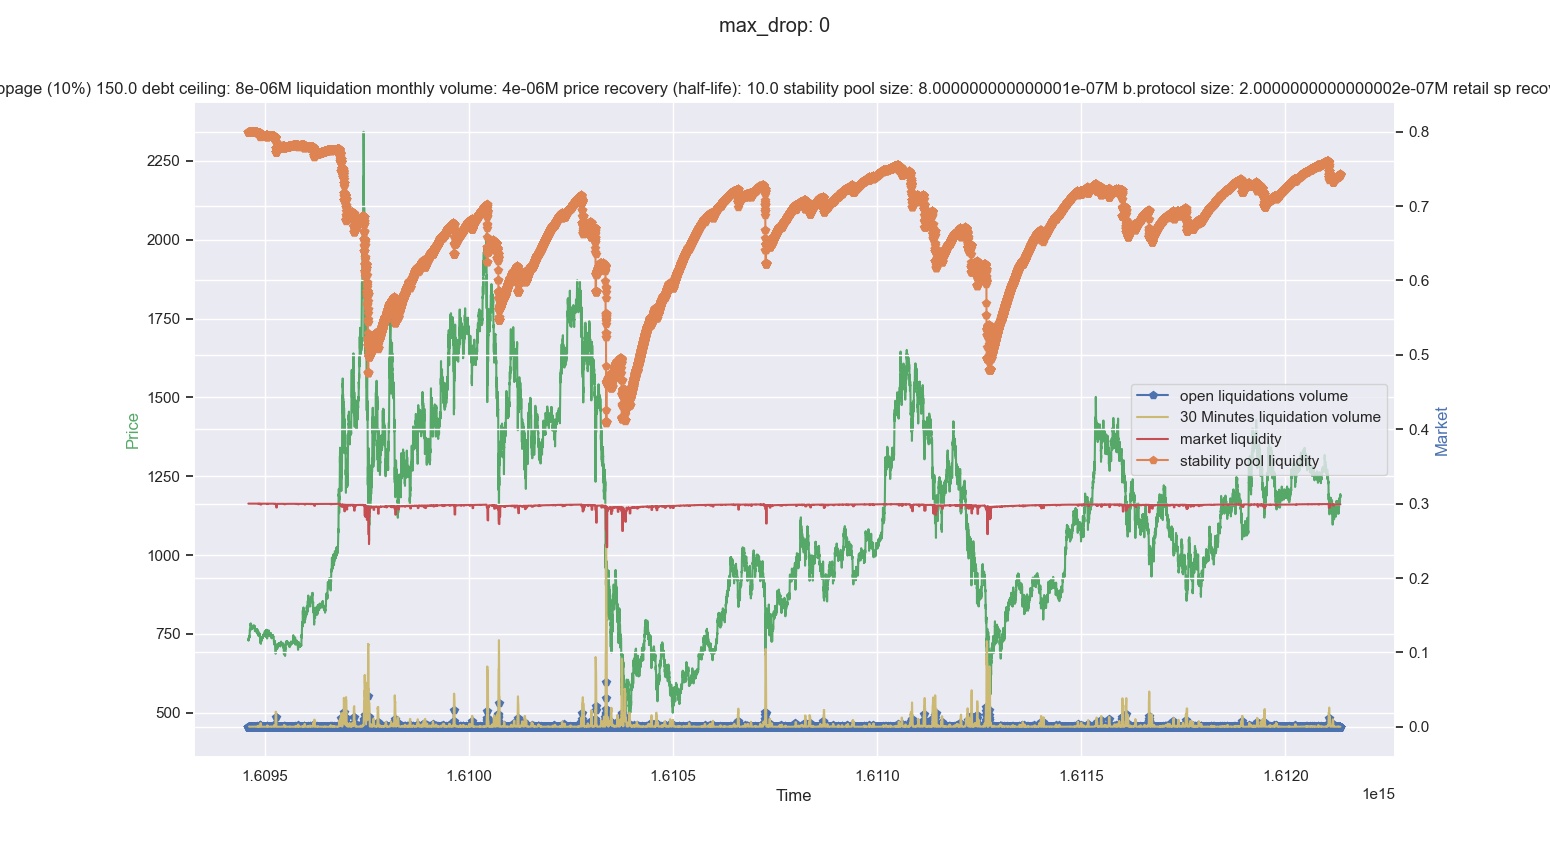 max_drop: 0
opage (10%) 150.0 debt ceiling: 8e-06M liquidation monthly volume: 4e-06M price recovery (half-life): 10.0 stability pool size: 8.000000000000001e-07M b.protocol size: 2.0000000000000002e-07M retail sp recov
2250
2000
1750
1500
1250
1000
750
500
Price
0.8
0.7
0.6
0.5
0.4
0.3
0.2
0.1
0.0
Market
open liquidations volume
30 Minutes liquidation volume
market liquidity
stability pool liquidity
1.6095
1.6100
1.6105
1.6110
1.6115
1.6120
Time
1e15